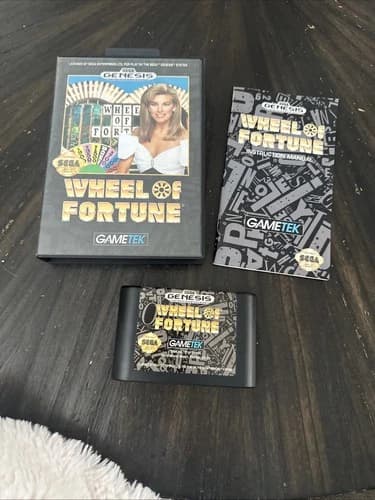 LICENSED BY SEGA ENTERPRISES LTD. FOR PLAY ON THE SEGA GENESIS SYSTEM
SEGA
GENESIS
WHEEL
OF
FORT
SEGA
WHEEL OF
FORTUNE
GAMETEK
SEGA
GENESIS
WHEEL OF
FORTUNE
INSTRUCTION MANUAL
GAMETEK
SEGA
SEGA
GENESIS
WHEEL OF
FORTUNE
SEGA
GAMETEK